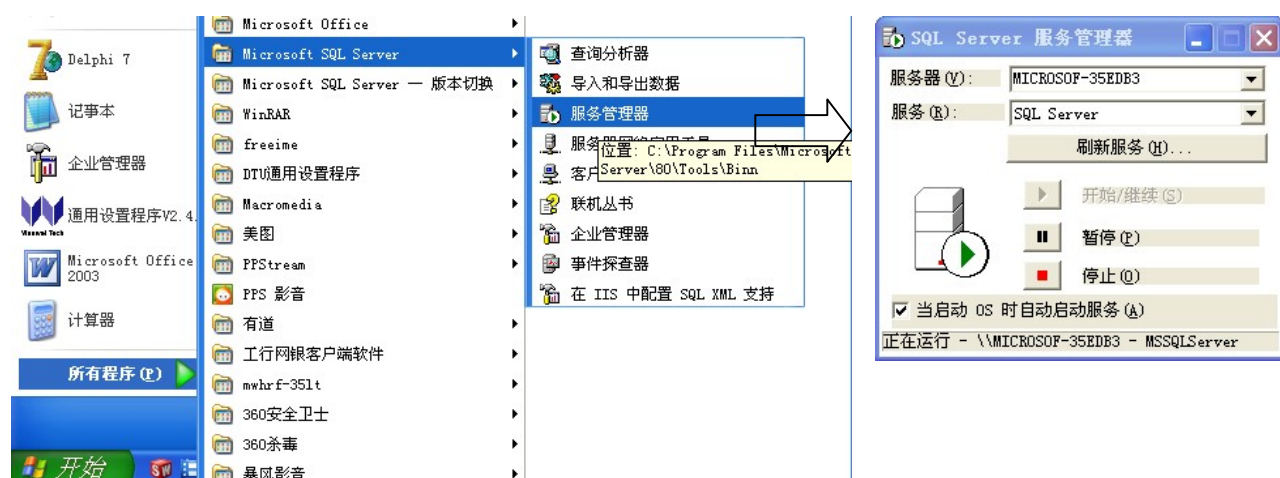 Delphi 7
记事本
企业管理器
通用设置程序V2.4.
Microsoft Office
2003
计算器
所有程序(P)
开始
Microsoft Office
Microsoft SQL Server
Microsoft SQL Server — 版本切换
WinRAR
freeime
DTU通用设置程序
Macromedia
美图
PPStream
PPS 影音
有道
工行网银客户端软件
mwhrf-351t
360安全卫士
360杀毒
暴风影音
查询分析器
导入和导出数据
服务管理器
位置: C:\Program Files\Microsoft
Server\80\Tools\Binn
联机丛书
企业管理器
事件探查器
在 IIS 中配置 SQL XML 支持
SQL Server 服务管理器
服务器(V): MICROSOF-35EDB3
服务(R): SQL Server
刷新服务(H)...
开始/继续(S)
暂停(P)
停止(O)
当启动 OS 时自动启动服务(A)
正在运行 - \\MICROSOF-35EDB3 - MSSQLServer